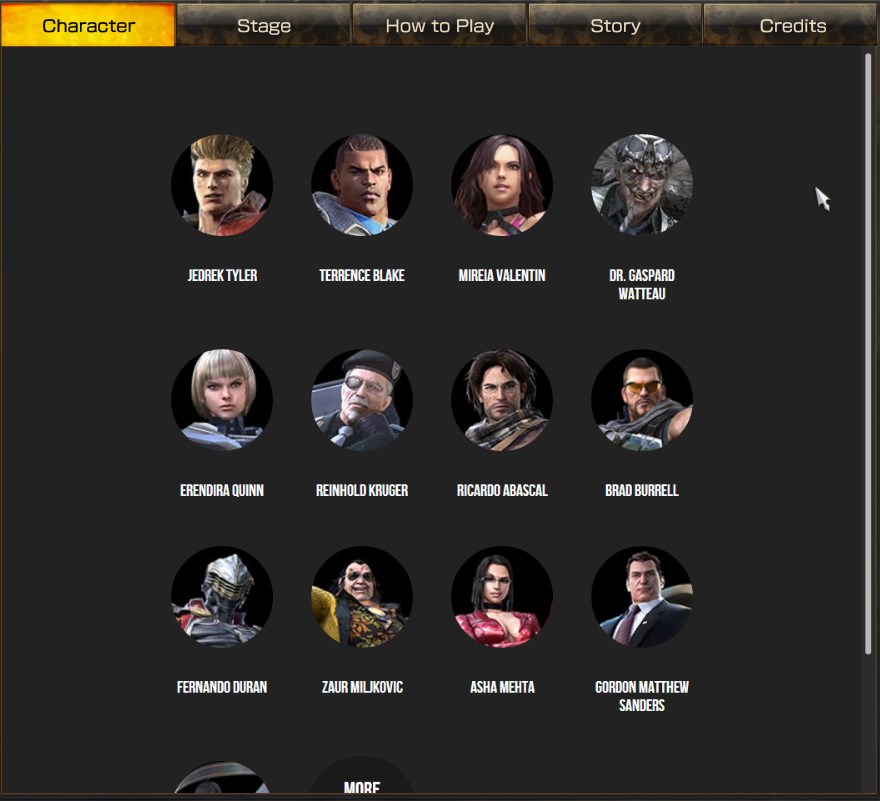 Character
Stage
How to Play
Story
Credits
JEDREK TYLER
TERRENCE BLAKE
MIREIA VALENTIN
DR. GASPARD
WATTEAU
ERENDIRA QUINN
REINHOLD KRUGER
RICARDO ABASCAL
BRAD BURRELL
FERNANDO DURAN
ZAUR MILJKOVIC
ASHA MEHTA
GORDON MATTHEW
SANDERS
MORE